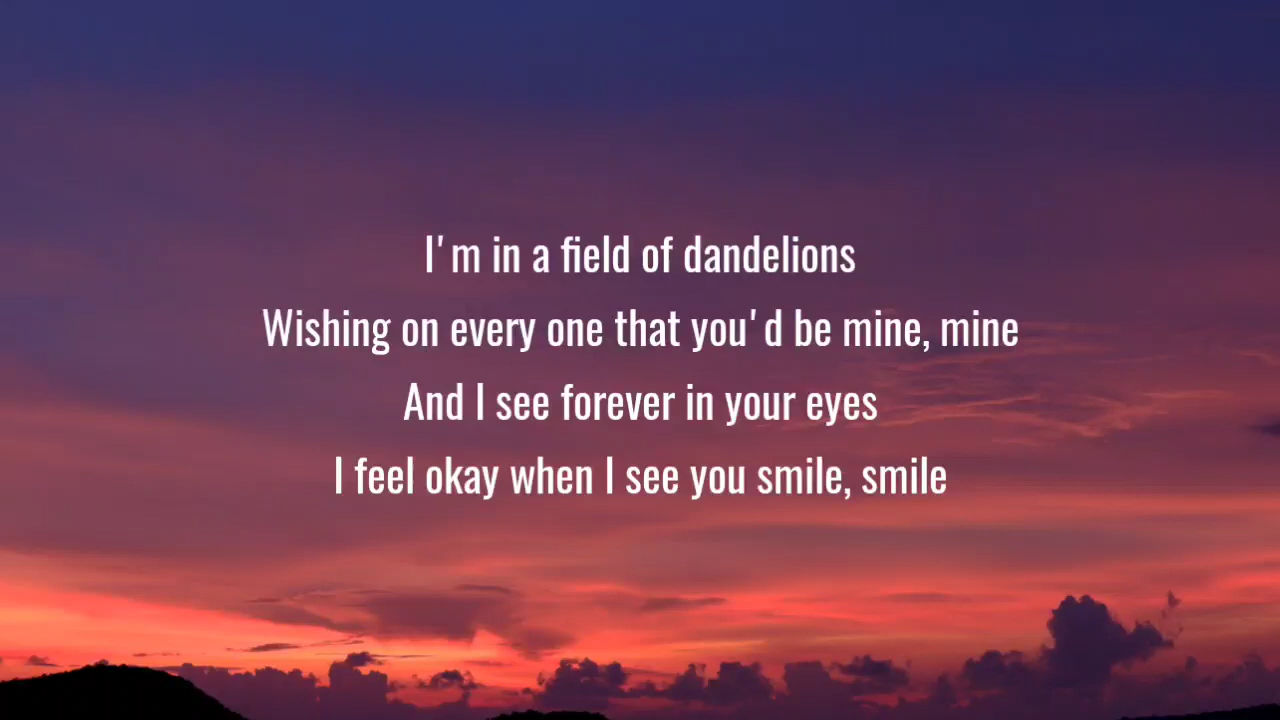 I'm in a field of dandelions
Wishing on every one that you'd be mine, mine
And I see forever in your eyes
I feel okay when I see you smile, smile